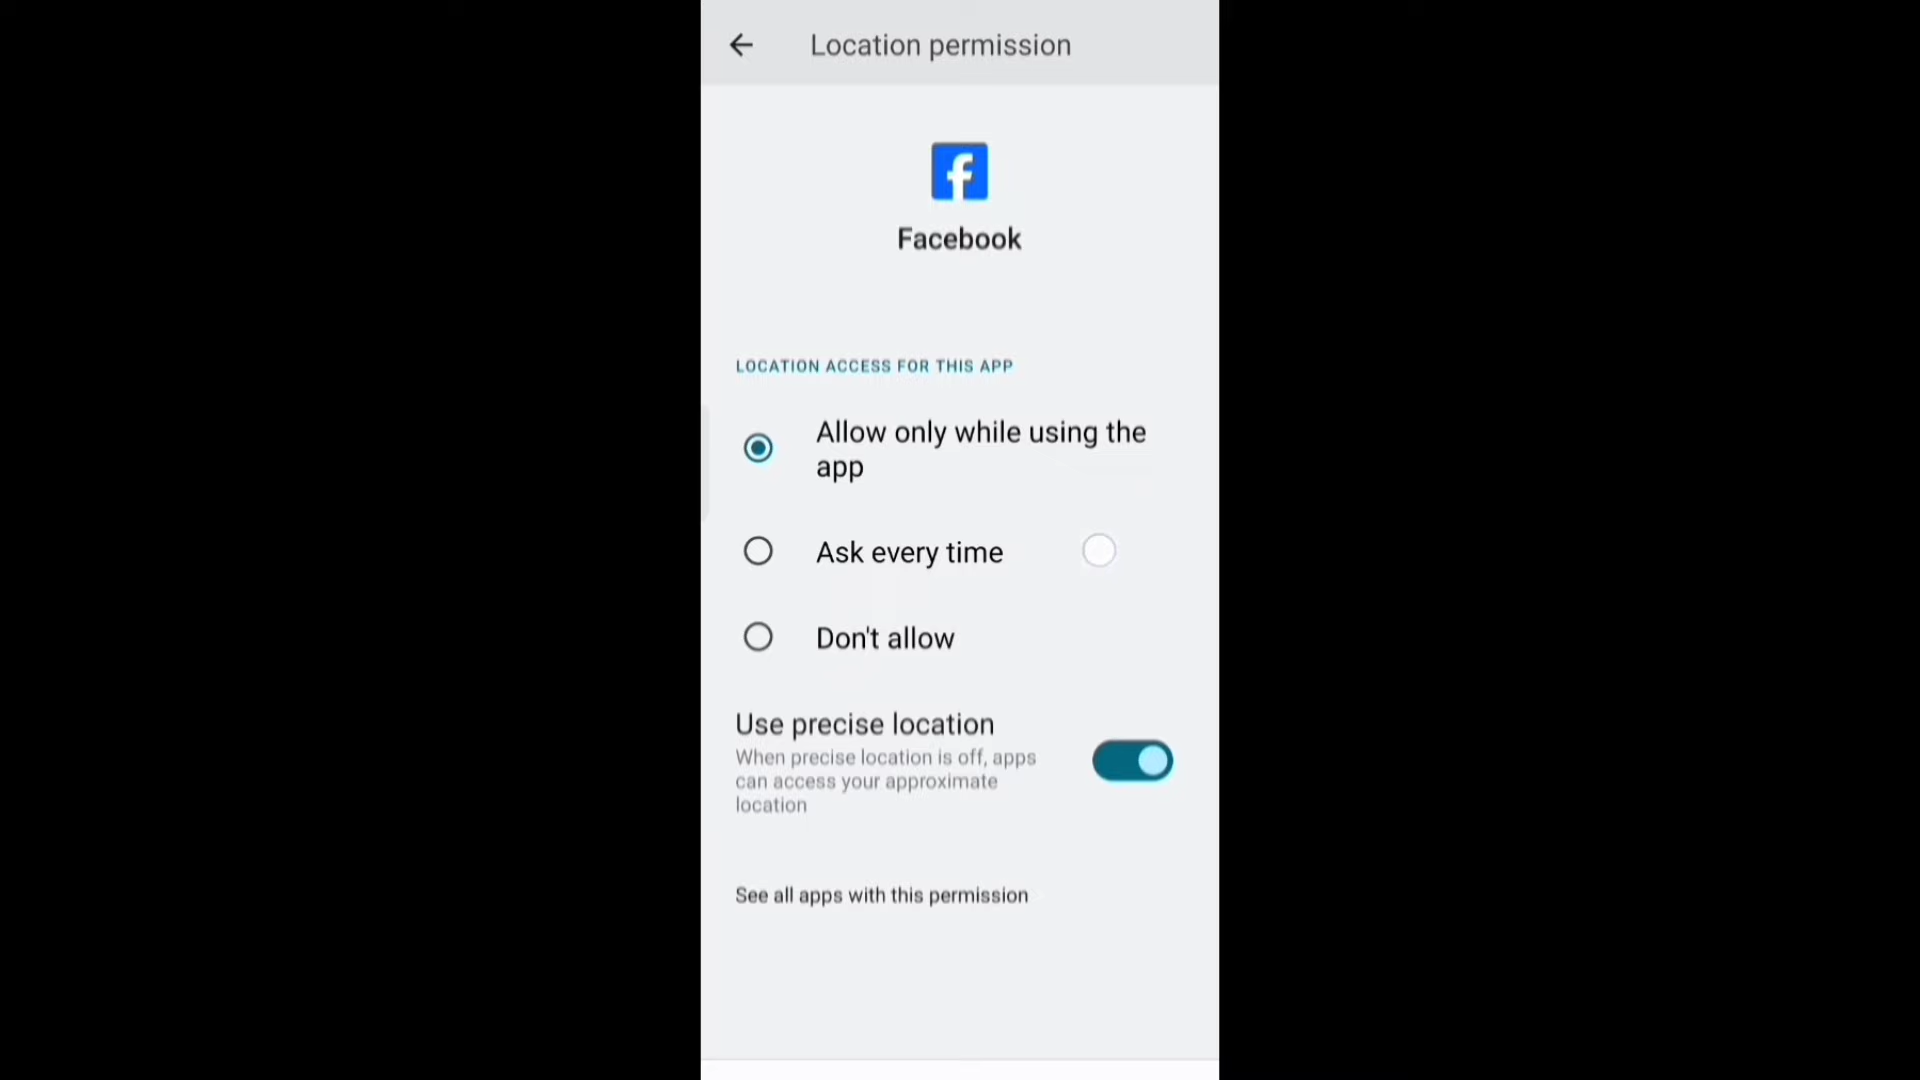 Location permission
Facebook
LOCATION ACCESS FOR THIS APP
Allow only while using the
app
Ask every time
Don't allow
Use precise location
When precise location is off, apps
can access your approximate
location
See all apps with this permission